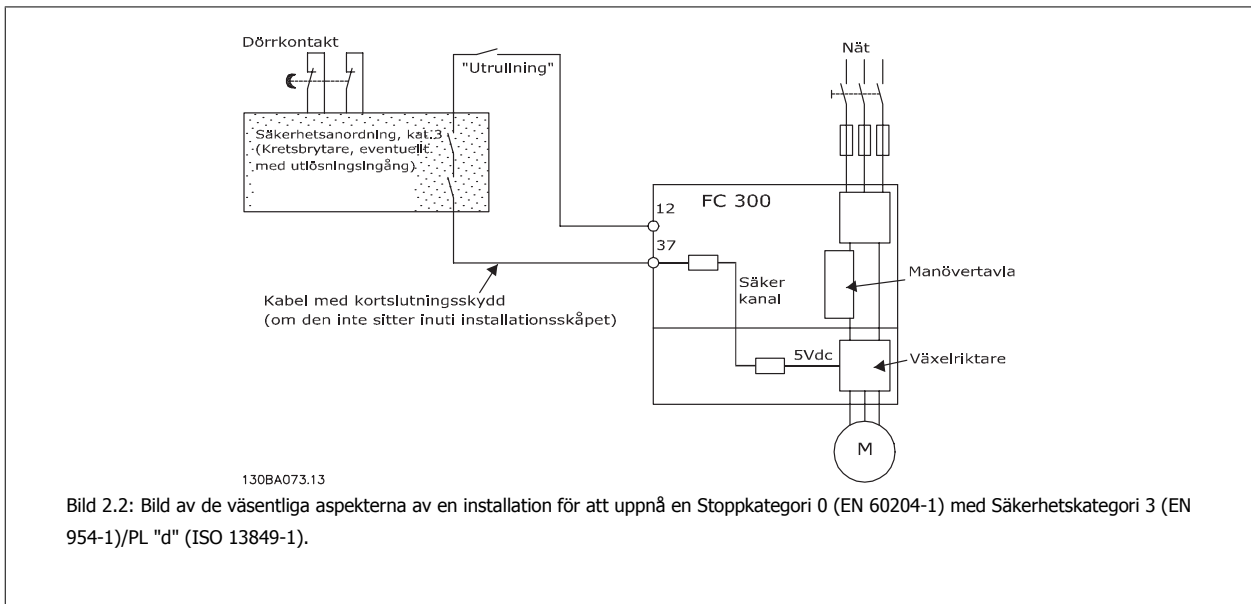 Dörrkontakt
Nät
"Utrullning"
Säkerhetsanordning, kat.3
(Kretsbrytare, eventuellt
med utlösningsingång)
FC 300
12
37
Säker
kanal
Manövertavla
Kabel med kortslutningsskydd
(om den inte sitter inuti installationsskåpet)
5Vdc
Växelriktare
M
130BA073.13
Bild 2.2: Bild av de väsentliga aspekterna av en installation för att uppnå en Stoppkategori 0 (EN 60204-1) med Säkerhetskategori 3 (EN
954-1)/PL "d" (ISO 13849-1).